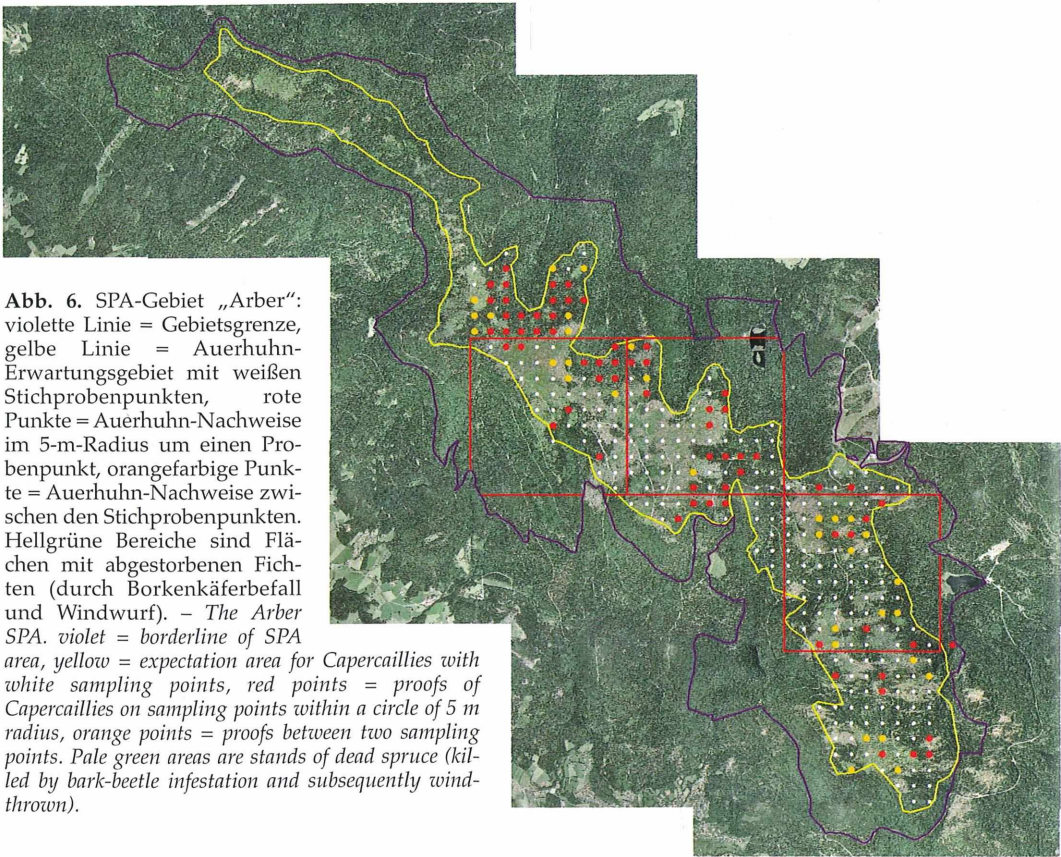 Abb. 6. SPA-Gebiet „Arber“:
violette Linie = Gebietsgrenze,
gelbe Linie = Auerhuhn-
Erwartungsgebiet mit weißen
Stichprobenpunkten, rote
Punkte = Auerhuhn-Nachweise
im 5-m-Radius um einen Pro-
benpunkt, orangefarbige Punk-
te = Auerhuhn-Nachweise zwi-
schen den Stichprobenpunkten.
Hellgrüne Bereiche sind Flä-
chen mit abgestorbenen Fich-
ten (durch Borkenkäferbefall
und Windwurf). – The Arber
SPA. violet = borderline of SPA
area, yellow = expectation area for Capercaillies with
white sampling points, red points = proofs of
Capercaillies on sampling points within a circle of 5 m
radius, orange points = proofs between two sampling
points. Pale green areas are stands of dead spruce (kil-
led by bark-beetle infestation and subsequently wind-
thrown).